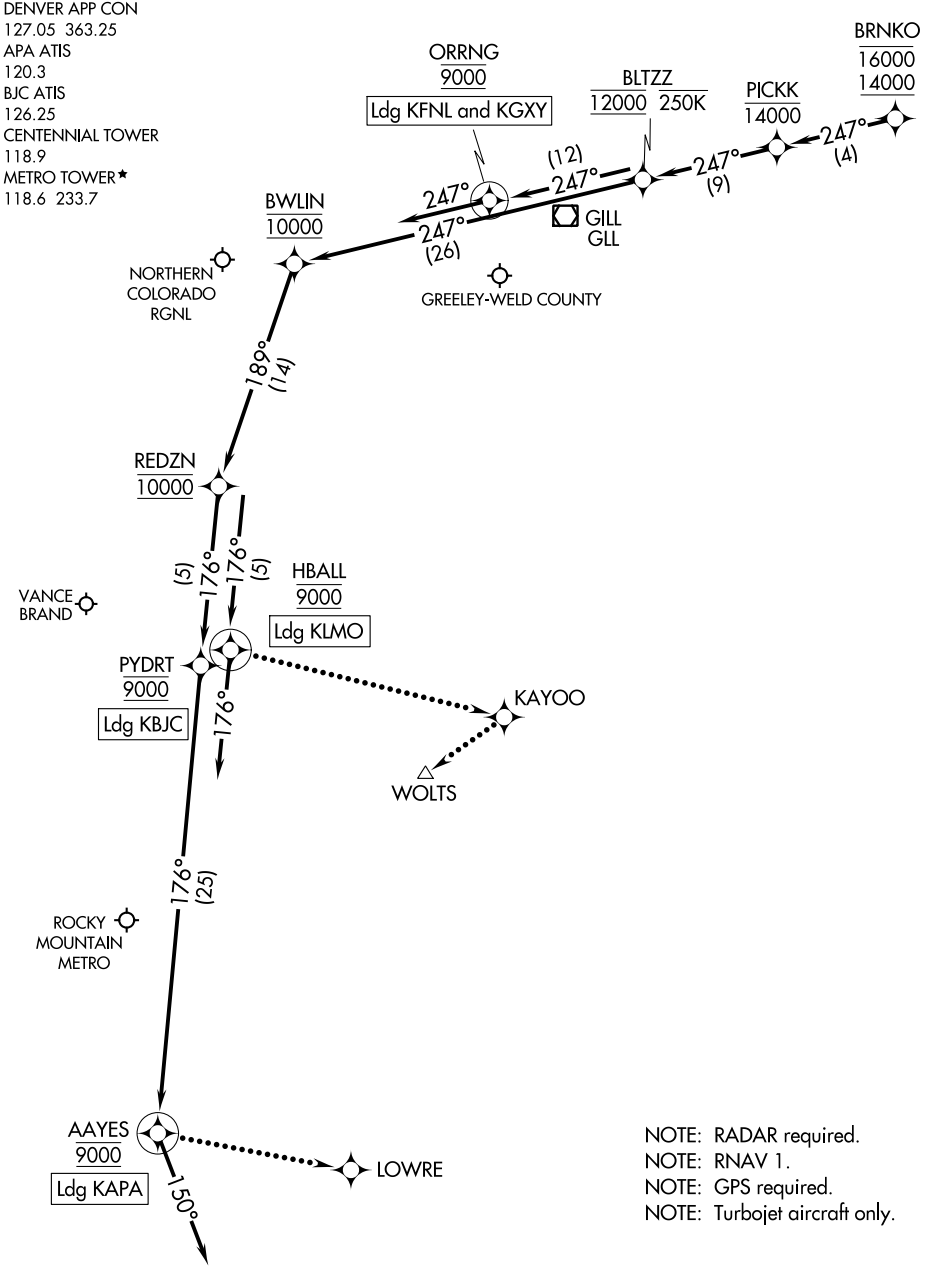 DENVER APP CON
127.05 363.25
APA ATIS
120.3
BJC ATIS
126.25
CENTENNIAL TOWER
118.9
METRO TOWER★
118.6 233.7
BRNKO
16000
14000
PICKK
14000
BLTZZ
12000 250K
ORRNG
9000
Ldg KFNL and KGXY
247°
(4)
247°
(9)
(12)
247°
247°
247°
(26)
GILL
GLL
GREELEY-WELD COUNTY
BWLIN
10000
NORTHERN
COLORADO
RGNL
189°
(14)
REDZN
10000
(5)
176°
176°
(5)
VANCE
BRAND
HBALL
9000
Ldg KLMO
PYDRT
9000
Ldg KBJC
176°
KAYOO
WOLTS
176°
(25)
ROCKY
MOUNTAIN
METRO
AAYES
9000
Ldg KAPA
150°
LOWRE
NOTE: RADAR required.
NOTE: RNAV 1.
NOTE: GPS required.
NOTE: Turbojet aircraft only.